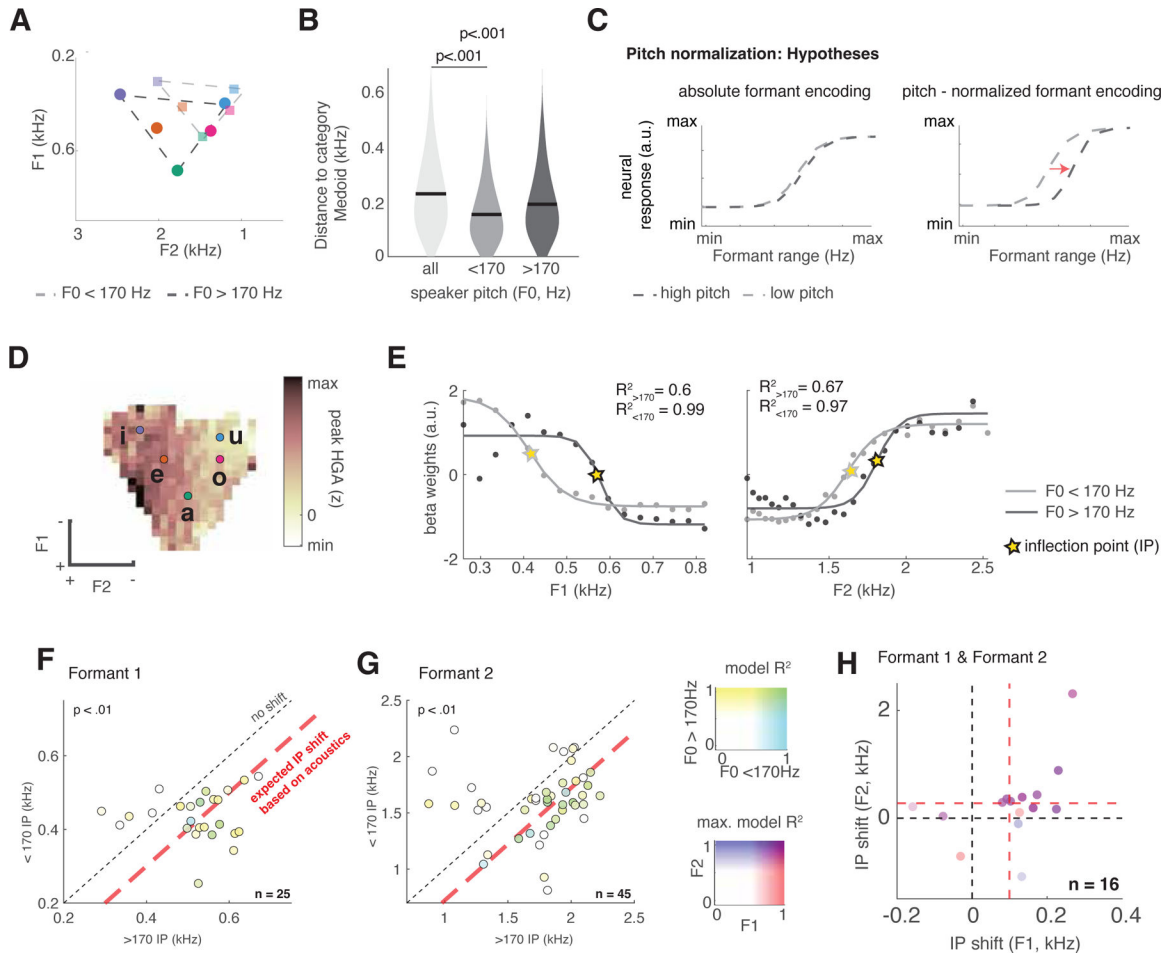 A
0.2
0.6
F1 (kHz)
3
2
1
F2 (kHz)
F0 < 170 Hz
F0 > 170 Hz
B
p<.001
p<.001
0.6
0.4
0.2
0
Distance to category
Medoid (kHz)
all
<170
>170
speaker pitch (F0, Hz)
C
Pitch normalization: Hypotheses
absolute formant encoding
pitch - normalized formant encoding
max
min
neural
response (a.u.)
min
max
Formant range (Hz)
max
min
min
max
Formant range (Hz)
high pitch
low pitch
D
i
u
e
o
a
max
0
min
peak HGA (z)
-
F1
+
+
F2
-
E
R²>170 = 0.6
R²<170 = 0.99
2
0
-2
beta weights (a.u.)
0.3
0.4
0.5
0.6
0.7
0.8
F1 (kHz)
R²>170 = 0.67
R²<170 = 0.97
1
1.5
2
2.5
F2 (kHz)
F0 < 170 Hz
F0 > 170 Hz
inflection point (IP)
F
Formant 1
p < .01
no shift
expected IP shift
based on acoustics
0.6
0.4
0.2
<170 IP (kHz)
n = 25
0.2
0.4
0.6
>170 IP (kHz)
G
Formant 2
p < .01
2.5
2
1.5
1
<170 IP (kHz)
n = 45
1
1.5
2
2.5
>170 IP (kHz)
model R²
1
0
F0 > 170Hz
0
1
F0 <170Hz
max. model R²
1
F2
0
0
1
F1
H
Formant 1 & Formant 2
2
0
IP shift (F2, kHz)
n = 16
-0.2
0
0.2
0.4
IP shift (F1, kHz)